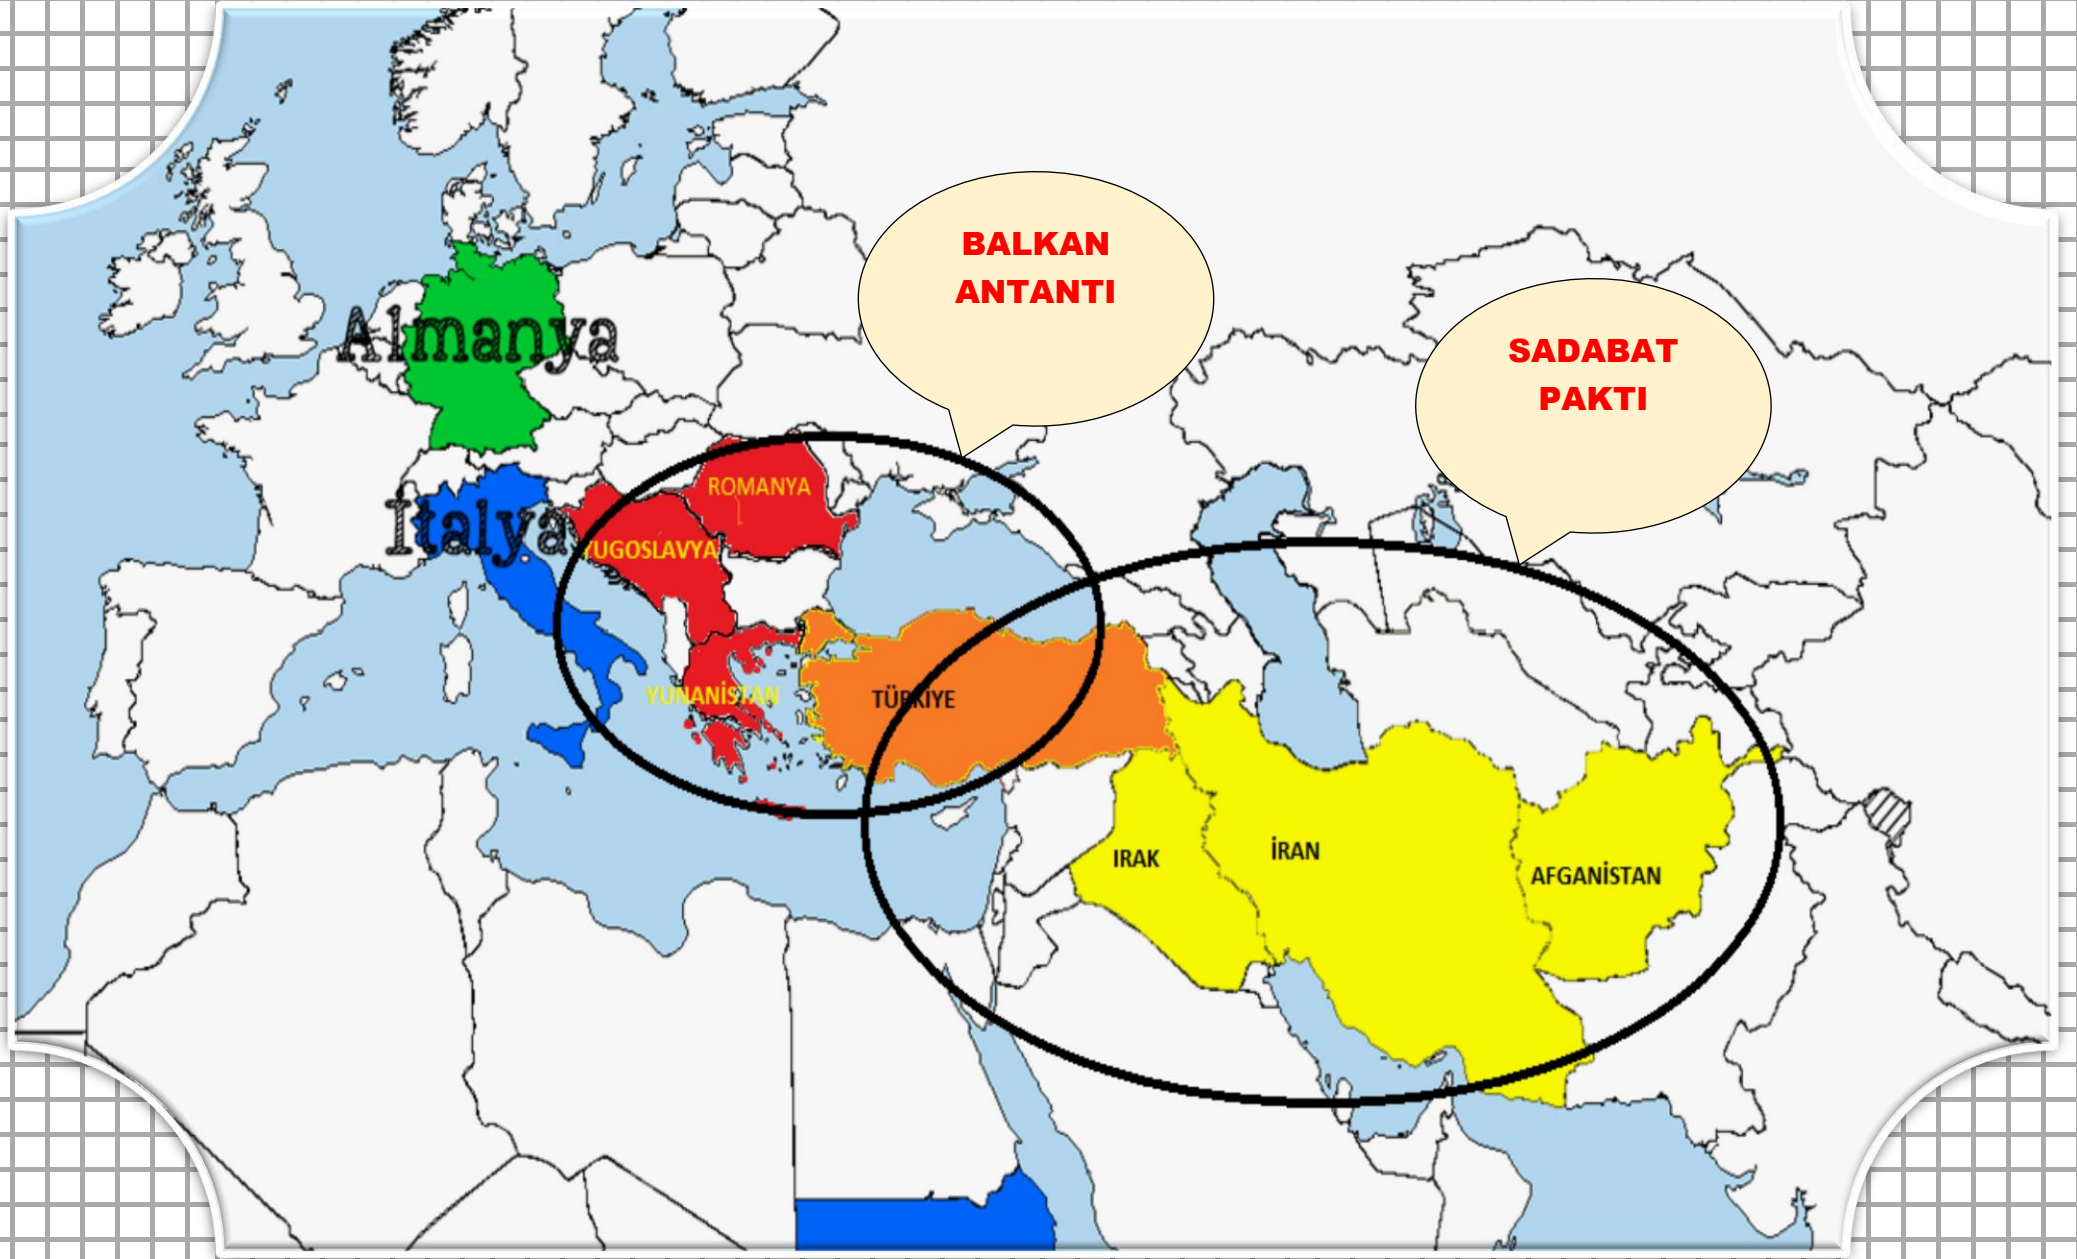 BALKAN
ANTANTI
SADABAT
PAKTI
Almanya
ROMANYA
İtalya
YUGOSLAVYA
YUNANİSTAN
TÜRKİYE
IRAK
İRAN
AFGANİSTAN